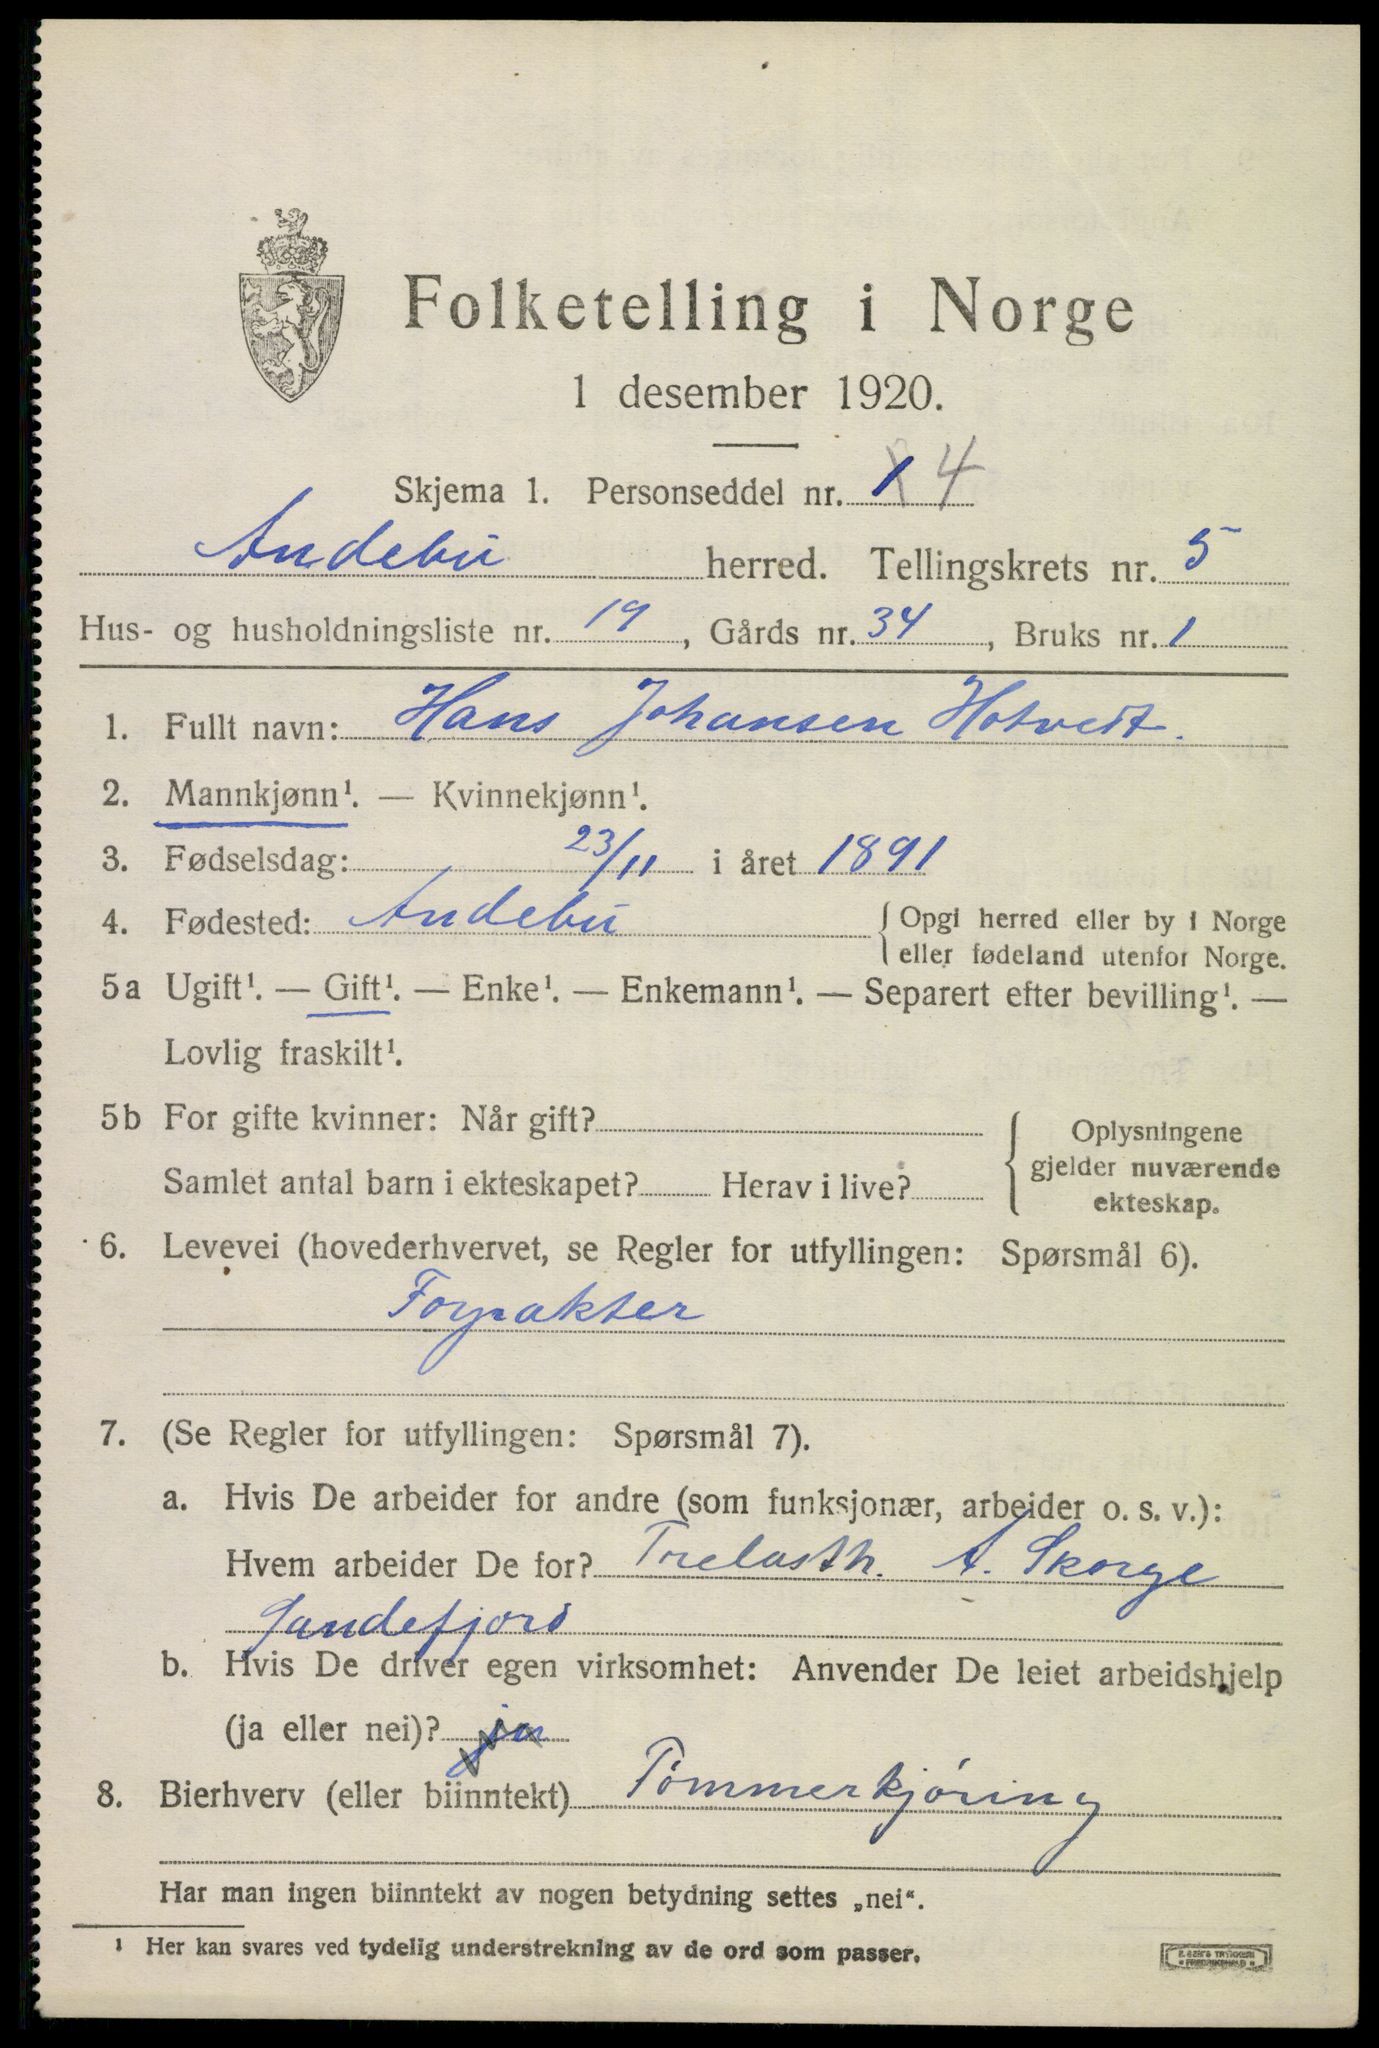 Folketelling i Norge
1 desember 1920.
Skjema 1. Personseddel nr. 1 4
Andebu herred. Tellingskrets nr. 5
Hus- og husholdningsliste nr. 19, Gårds nr. 34, Bruks nr. 1
1. Fullt navn: Hans Johansen Hotvedt.
2. Mannkjønn¹. — Kvinnekjønn¹.
3. Fødselsdag: 23/11 i året 1891
4. Fødested: Andebu {Opgi herred eller by i Norge
eller fødeland utenfor Norge.
5a Ugift¹. — Gift¹. — Enke¹. — Enkemann¹. — Separert efter bevilling¹. —
Lovlig fraskilt¹.
5b For gifte kvinner: Når gift?
Samlet antal barn i ekteskapet? Herav i live?
Oplysningene
gjelder nuværende
ekteskap.
6. Levevei (hovederhvervet, se Regler for utfyllingen: Spørsmål 6).
Forpakter
7. (Se Regler for utfyllingen: Spørsmål 7).
a. Hvis De arbeider for andre (som funksjonær, arbeider o. s. v.):
Hvem arbeider De for? Trelasth. A. Skorge
Sandefjord
b. Hvis De driver egen virksomhet: Anvender De leiet arbeidshjelp
(ja eller nei)? ja
8. Bierhverv (eller biinntekt) Tömmerkjöring
Har man ingen biinntekt av nogen betydning settes „nei“.
¹ Her kan svares ved tydelig understrekning av de ord som passer.